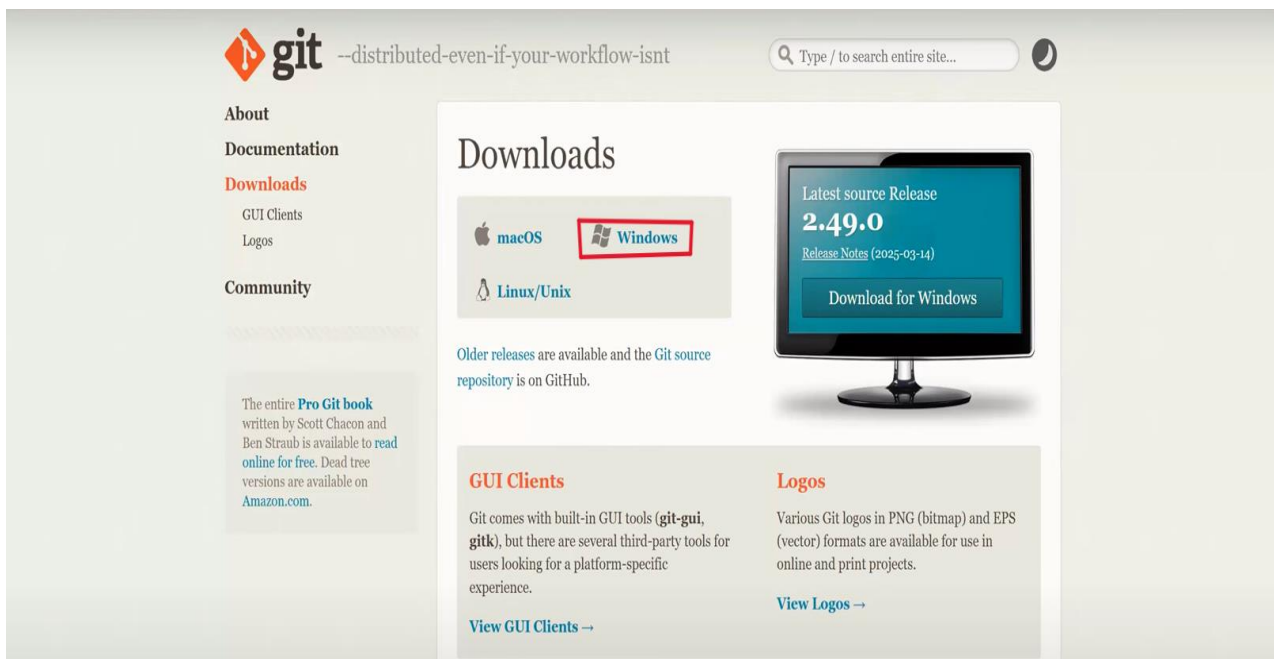 git --distributed-even-if-your-workflow-isnt
Type / to search entire site...
About
Documentation
Downloads
GUI Clients
Logos
Community
The entire Pro Git book
written by Scott Chacon and
Ben Straub is available to read
online for free. Dead tree
versions are available on
Amazon.com.
Downloads
macOS
Windows
Linux/Unix
Older releases are available and the Git source
repository is on GitHub.
Latest source Release
2.49.0
Release Notes (2025-03-14)
Download for Windows
GUI Clients
Git comes with built-in GUI tools (git-gui,
gitk), but there are several third-party tools for
users looking for a platform-specific
experience.
View GUI Clients →
Logos
Various Git logos in PNG (bitmap) and EPS
(vector) formats are available for use in
online and print projects.
View Logos →